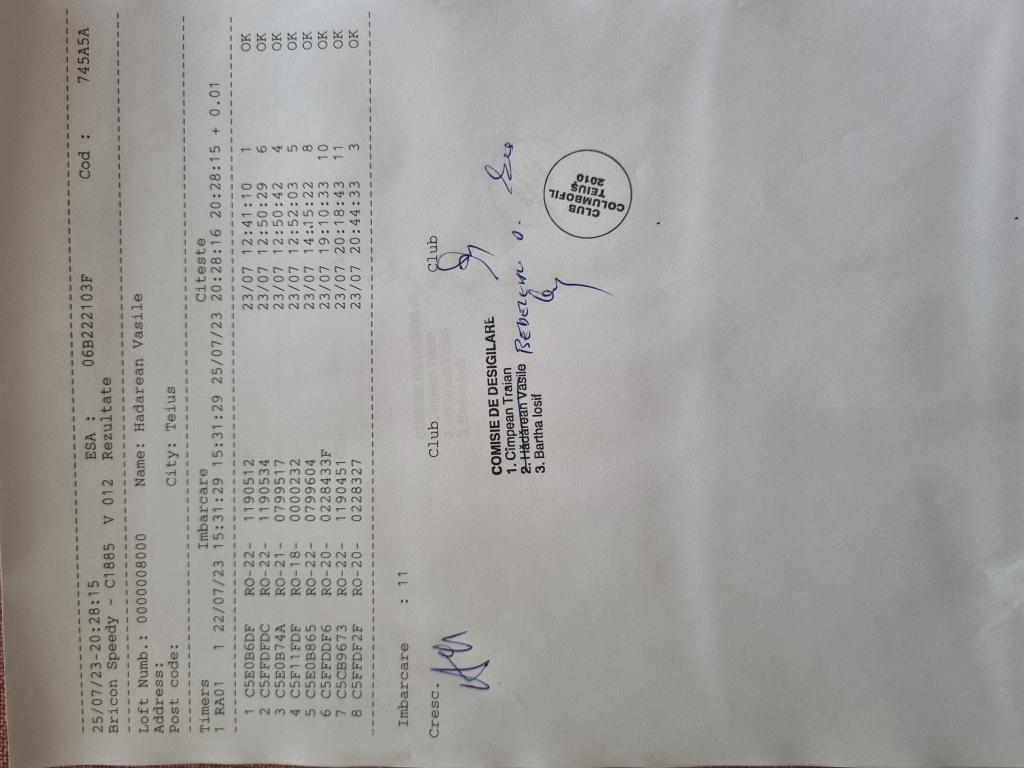 25/07/23-20:28:15 ESA : 06B222103F Cod : 745A5A
Bricon Speedy - C1885 V 012 Rezultate
Loft Numb.: 0000008000 Name: Hadarean Vasile
Address:
Post code: City: Teius
Timers Imbarcare Citeste
1 RA01 1 22/07/23 15:31:29 15:31:29 25/07/23 20:28:16 20:28:15 + 0.01
1 C5E0B6DF RO-22- 1190512 23/07 12:41:10 1 OK
2 C5FFDFDC RO-22- 1190534 23/07 12:50:29 6 OK
3 C5E0B74A RO-21- 0799517 23/07 12:50:42 4 OK
4 C5F11FDF RO-18- 0000232 23/07 12:52:03 5 OK
5 C5E0B865 RO-22- 0799604 23/07 14:15:22 8 OK
6 C5FFDDF6 RO-20- 0228433F 23/07 19:10:33 10 OK
7 C5CB9673 RO-22- 1190451 23/07 20:18:43 11 OK
8 C5FFDF2F RO-20- 0228327 23/07 20:44:33 3 OK
Imbarcare : 11
Cresc. Club Club
COMISIE DE DESIGILARE
1. Cîmpean Traian
2. Hădărean Vasile
3. Bartha Iosif
CLUB
COLUMBOFIL
TEIUȘ
2010